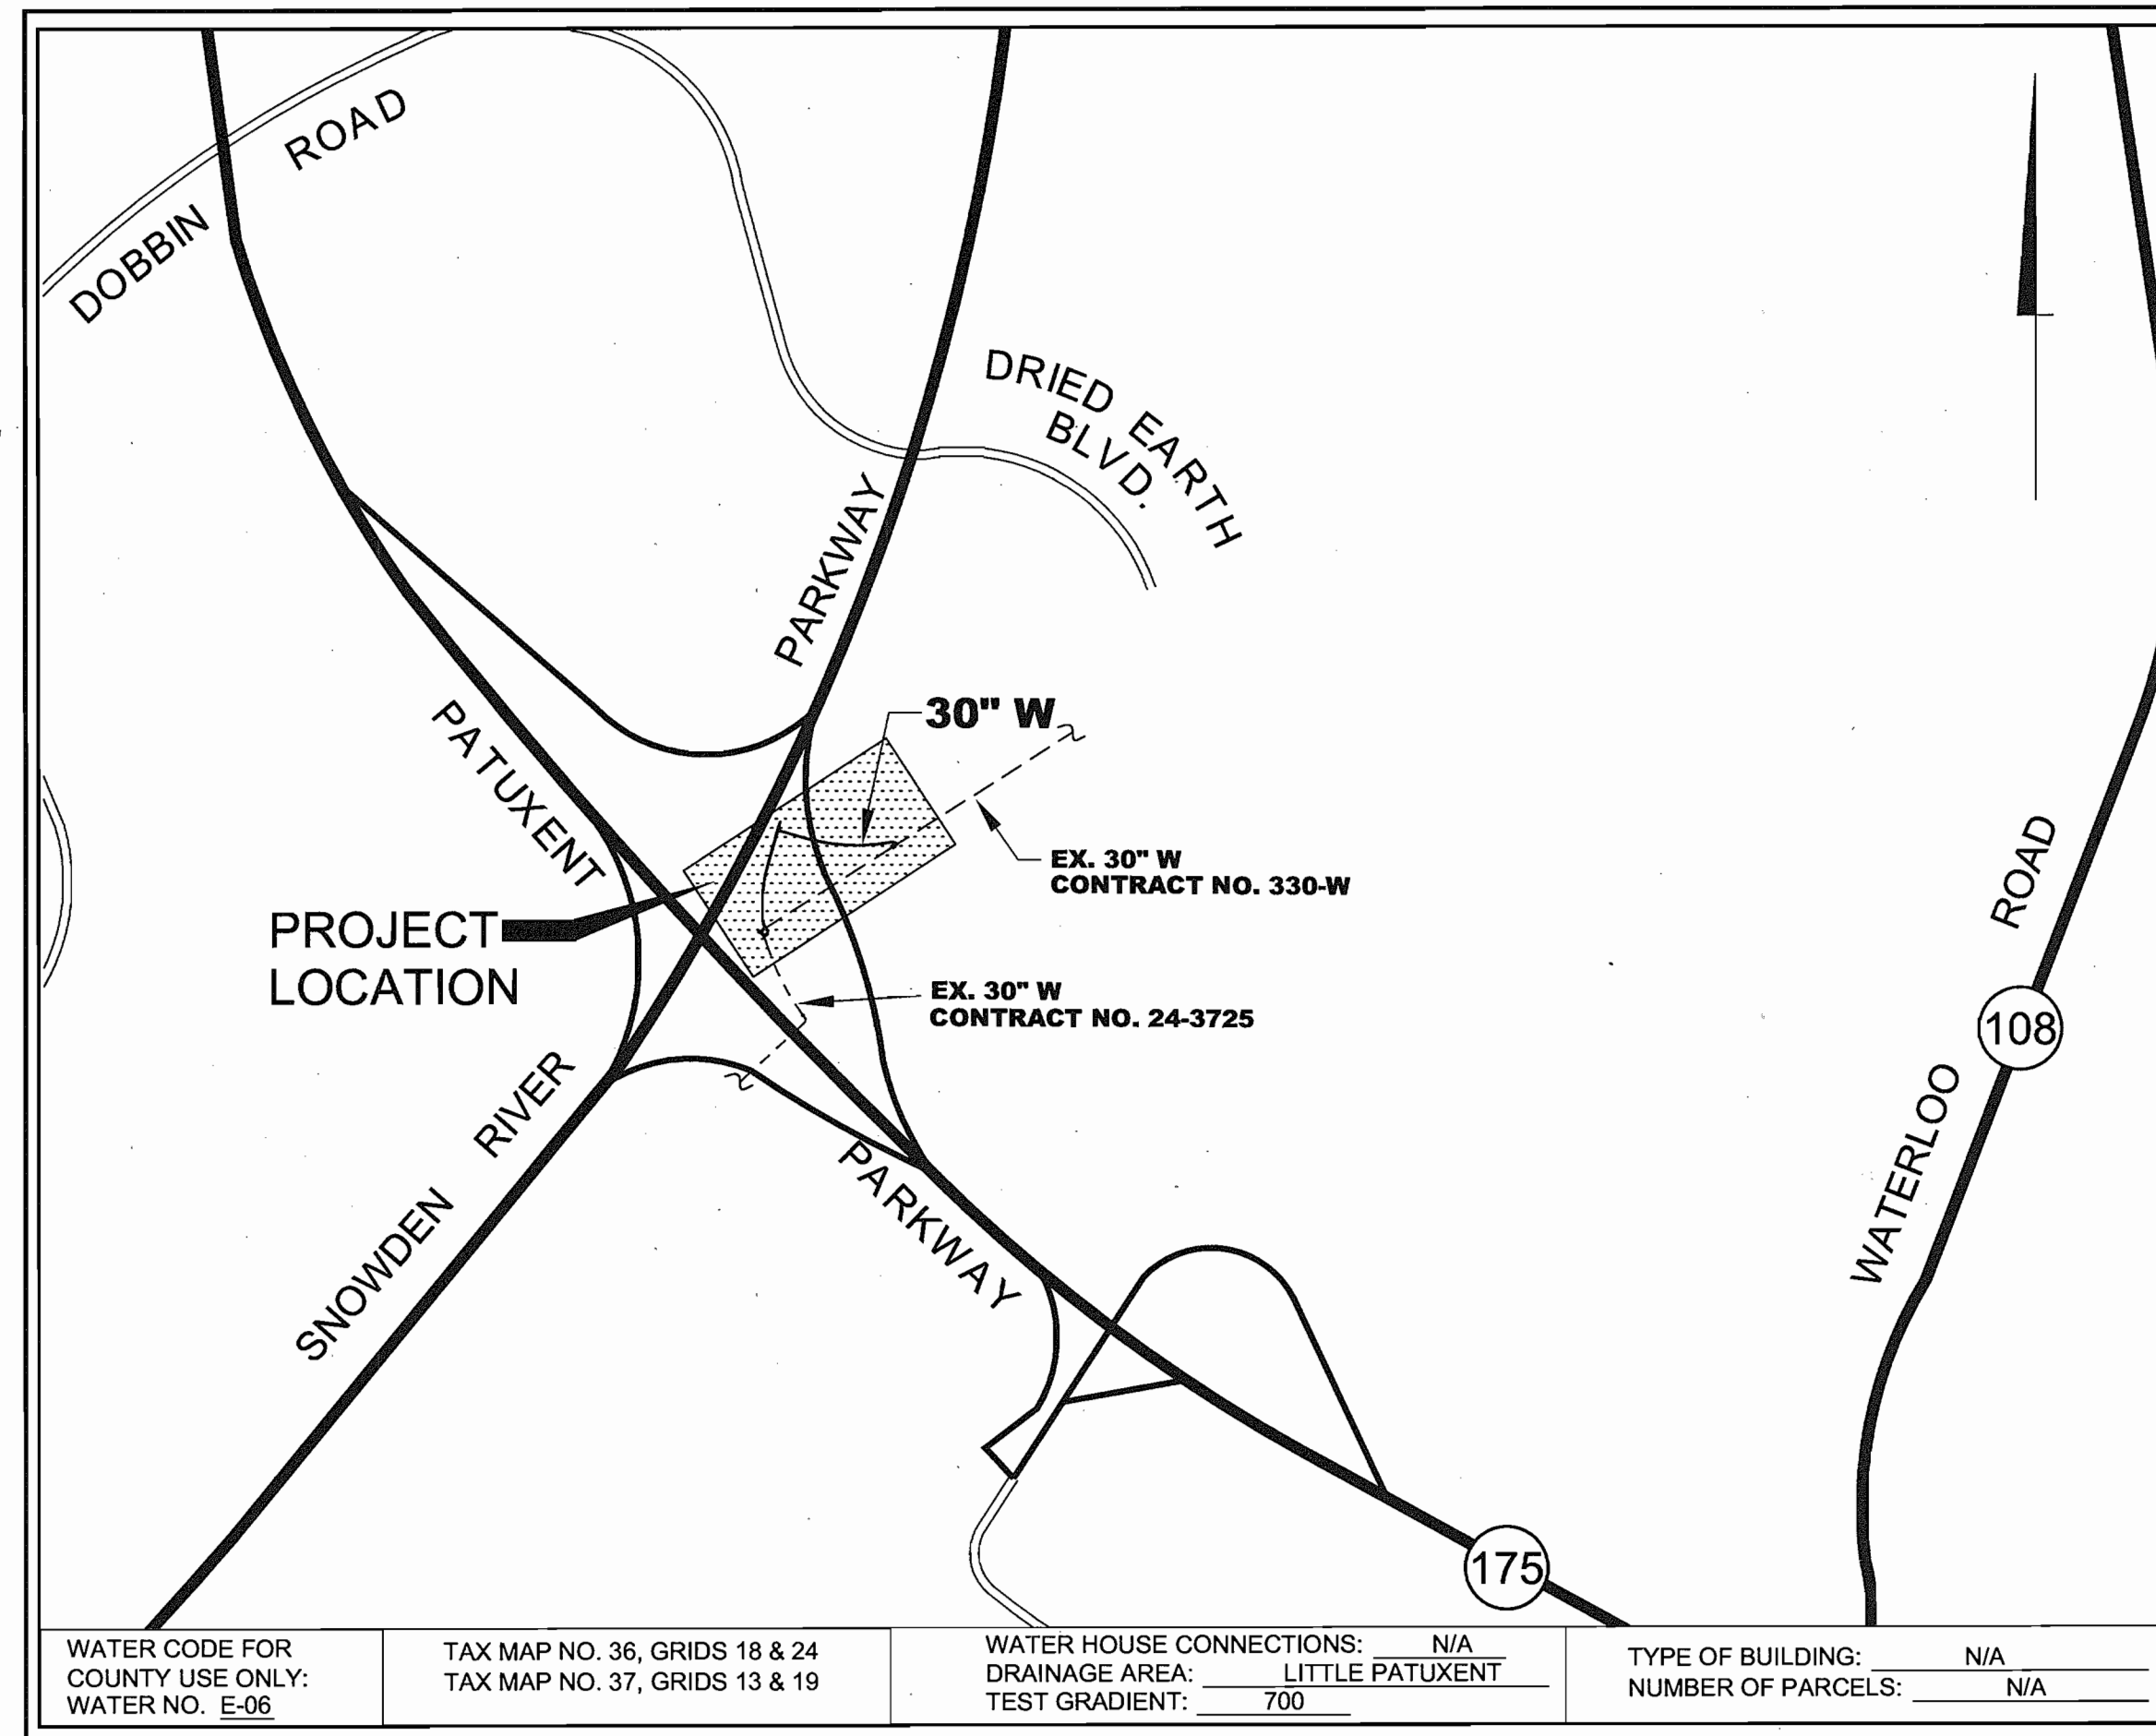 DOBBIN ROAD
DRIED EARTH
BLVD.
PARKWAY
30" W
PATUXENT
EX. 30" W
CONTRACT NO. 330-W
PROJECT
LOCATION
EX. 30" W
CONTRACT NO. 24-3725
SNOWDEN RIVER
PARKWAY
WATERLOO ROAD
108
175
WATER CODE FOR
COUNTY USE ONLY:
WATER NO. E-06
TAX MAP NO. 36, GRIDS 18 & 24
TAX MAP NO. 37, GRIDS 13 & 19
WATER HOUSE CONNECTIONS: N/A
DRAINAGE AREA: LITTLE PATUXENT
TEST GRADIENT: 700
TYPE OF BUILDING: N/A
NUMBER OF PARCELS: N/A